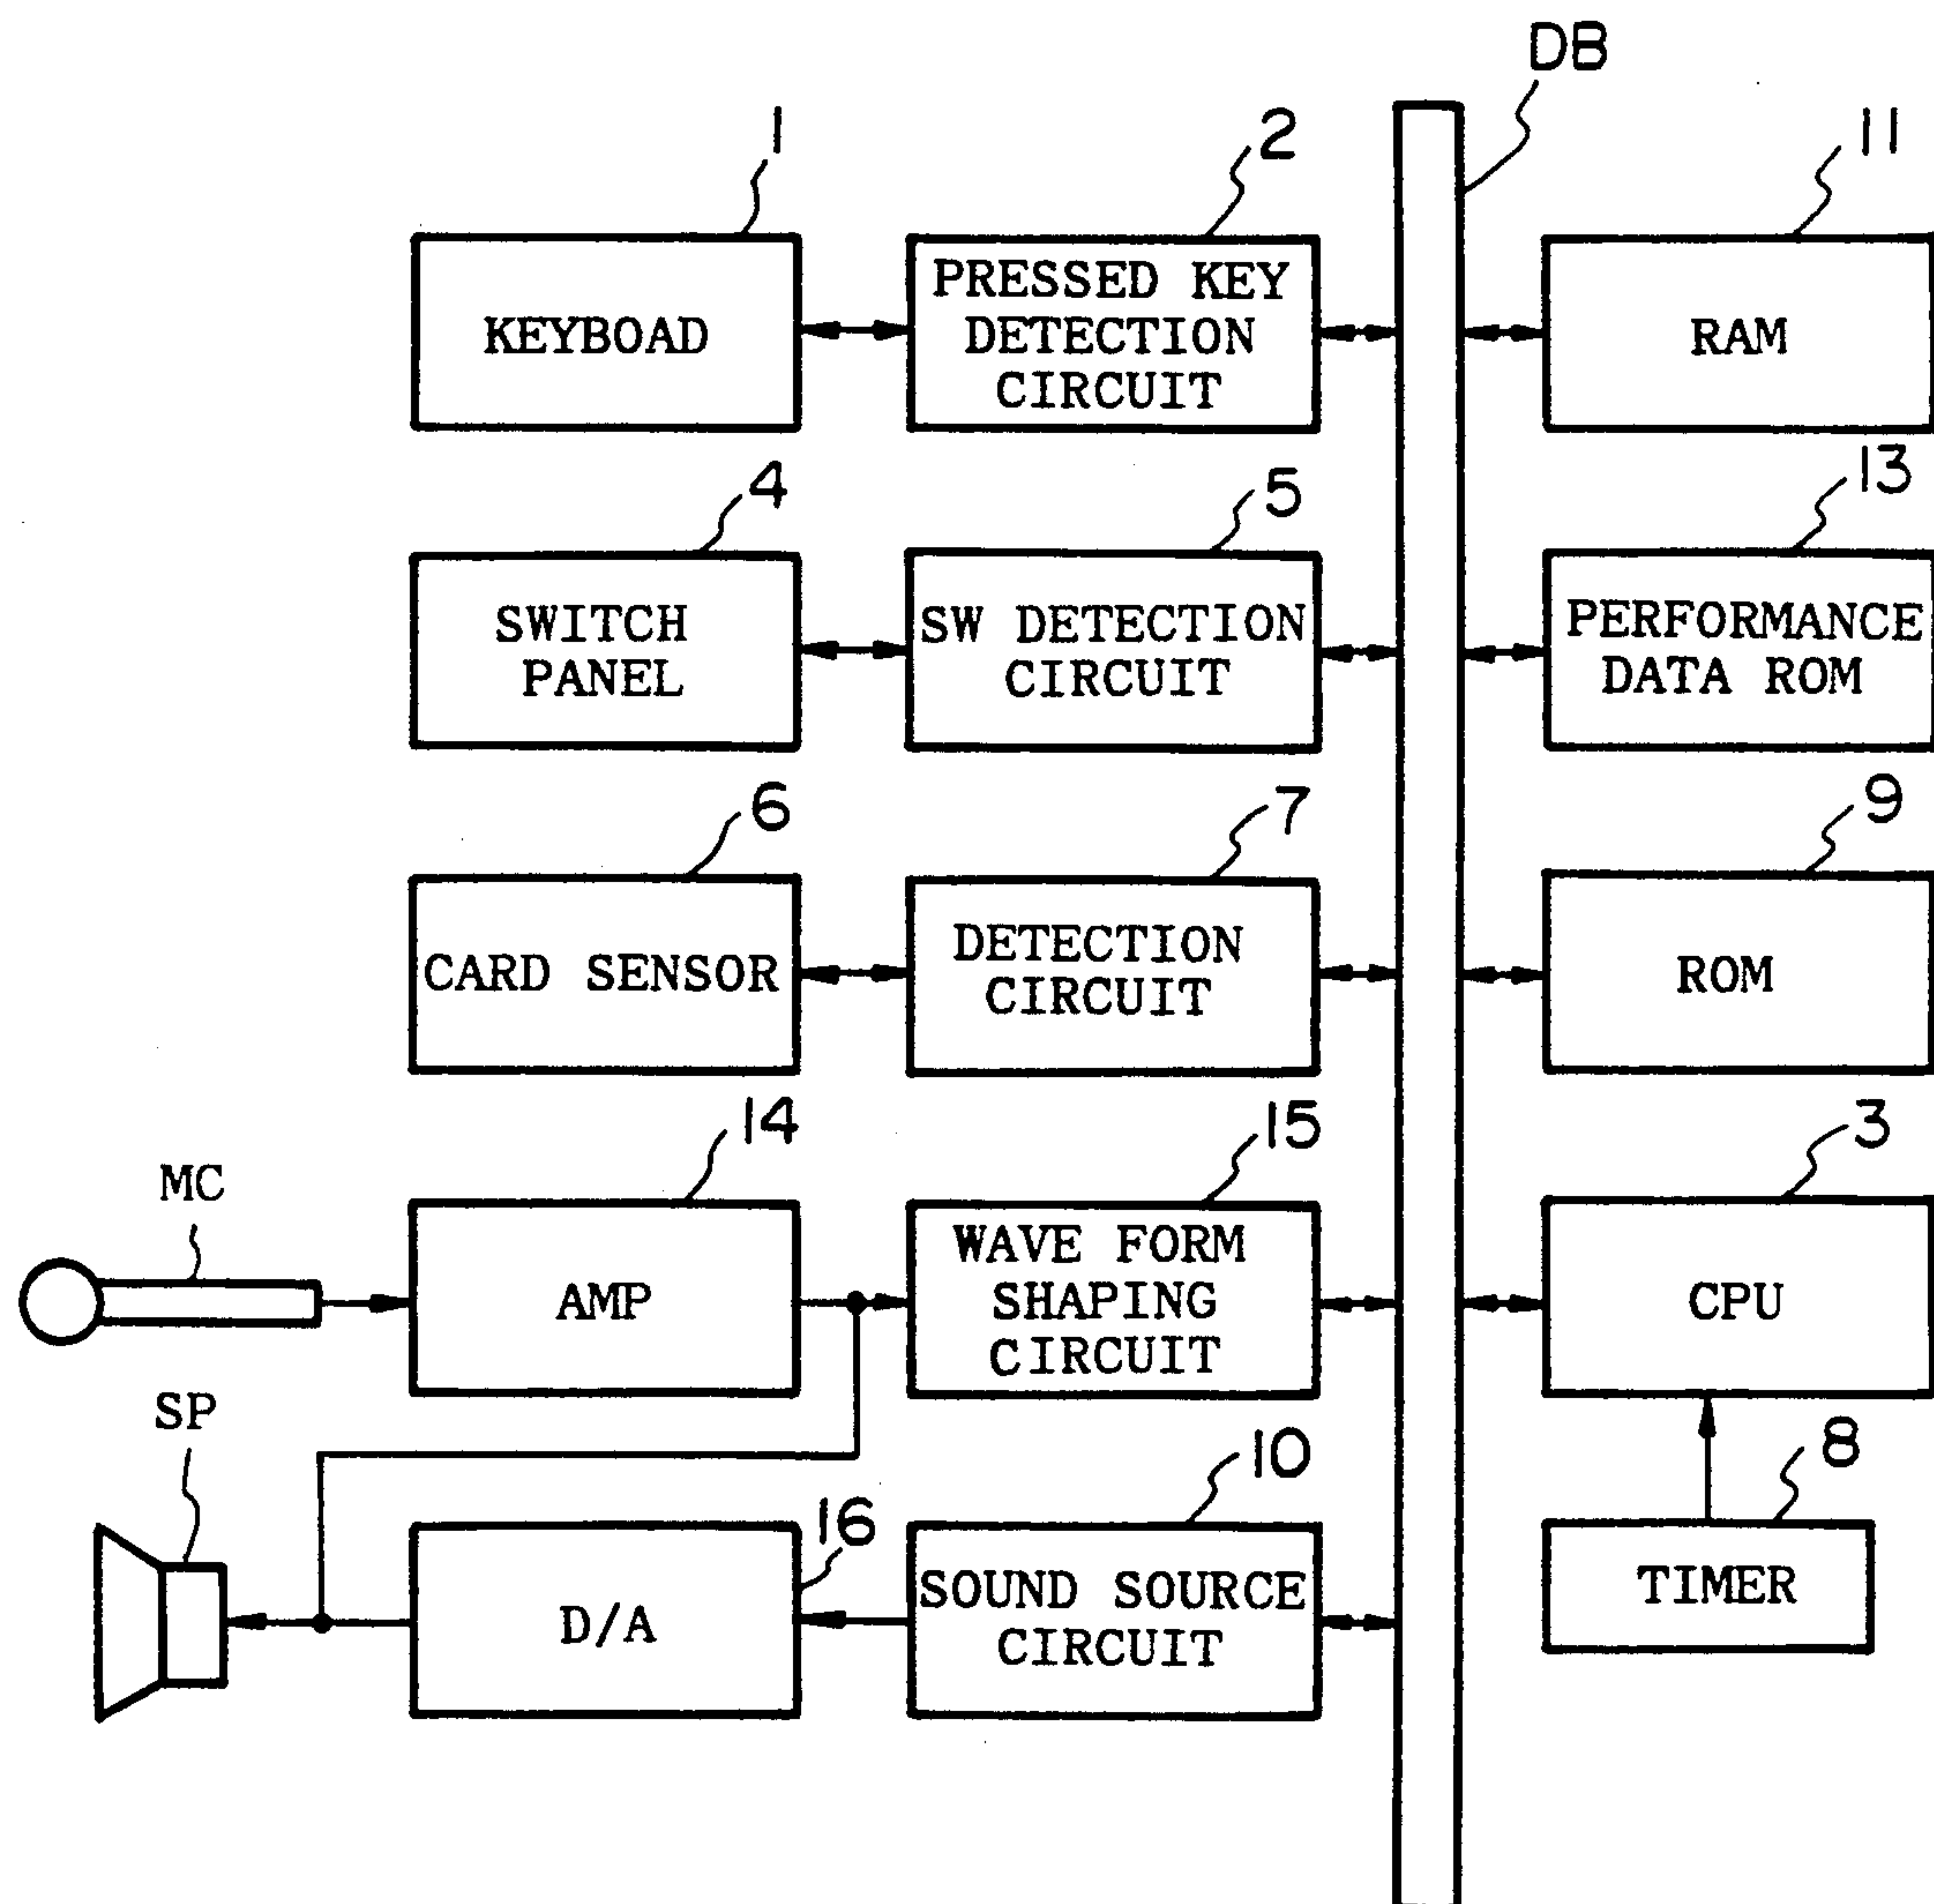 DB
1
2
11
KEYBOAD
PRESSED KEY
DETECTION
CIRCUIT
RAM
4
5
13
SWITCH
PANEL
SW DETECTION
CIRCUIT
PERFORMANCE
DATA ROM
6
7
9
CARD SENSOR
DETECTION
CIRCUIT
ROM
14
15
3
MC
AMP
WAVE FORM
SHAPING
CIRCUIT
CPU
SP
16
10
8
D/A
SOUND SOURCE
CIRCUIT
TIMER